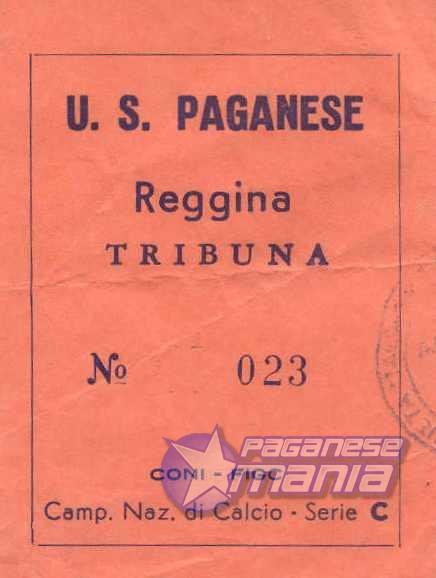 U. S. PAGANESE
Reggina
TRIBUNA
No 023
paganese
mania
CONI - FIGC
Camp. Naz. di Calcio - Serie C